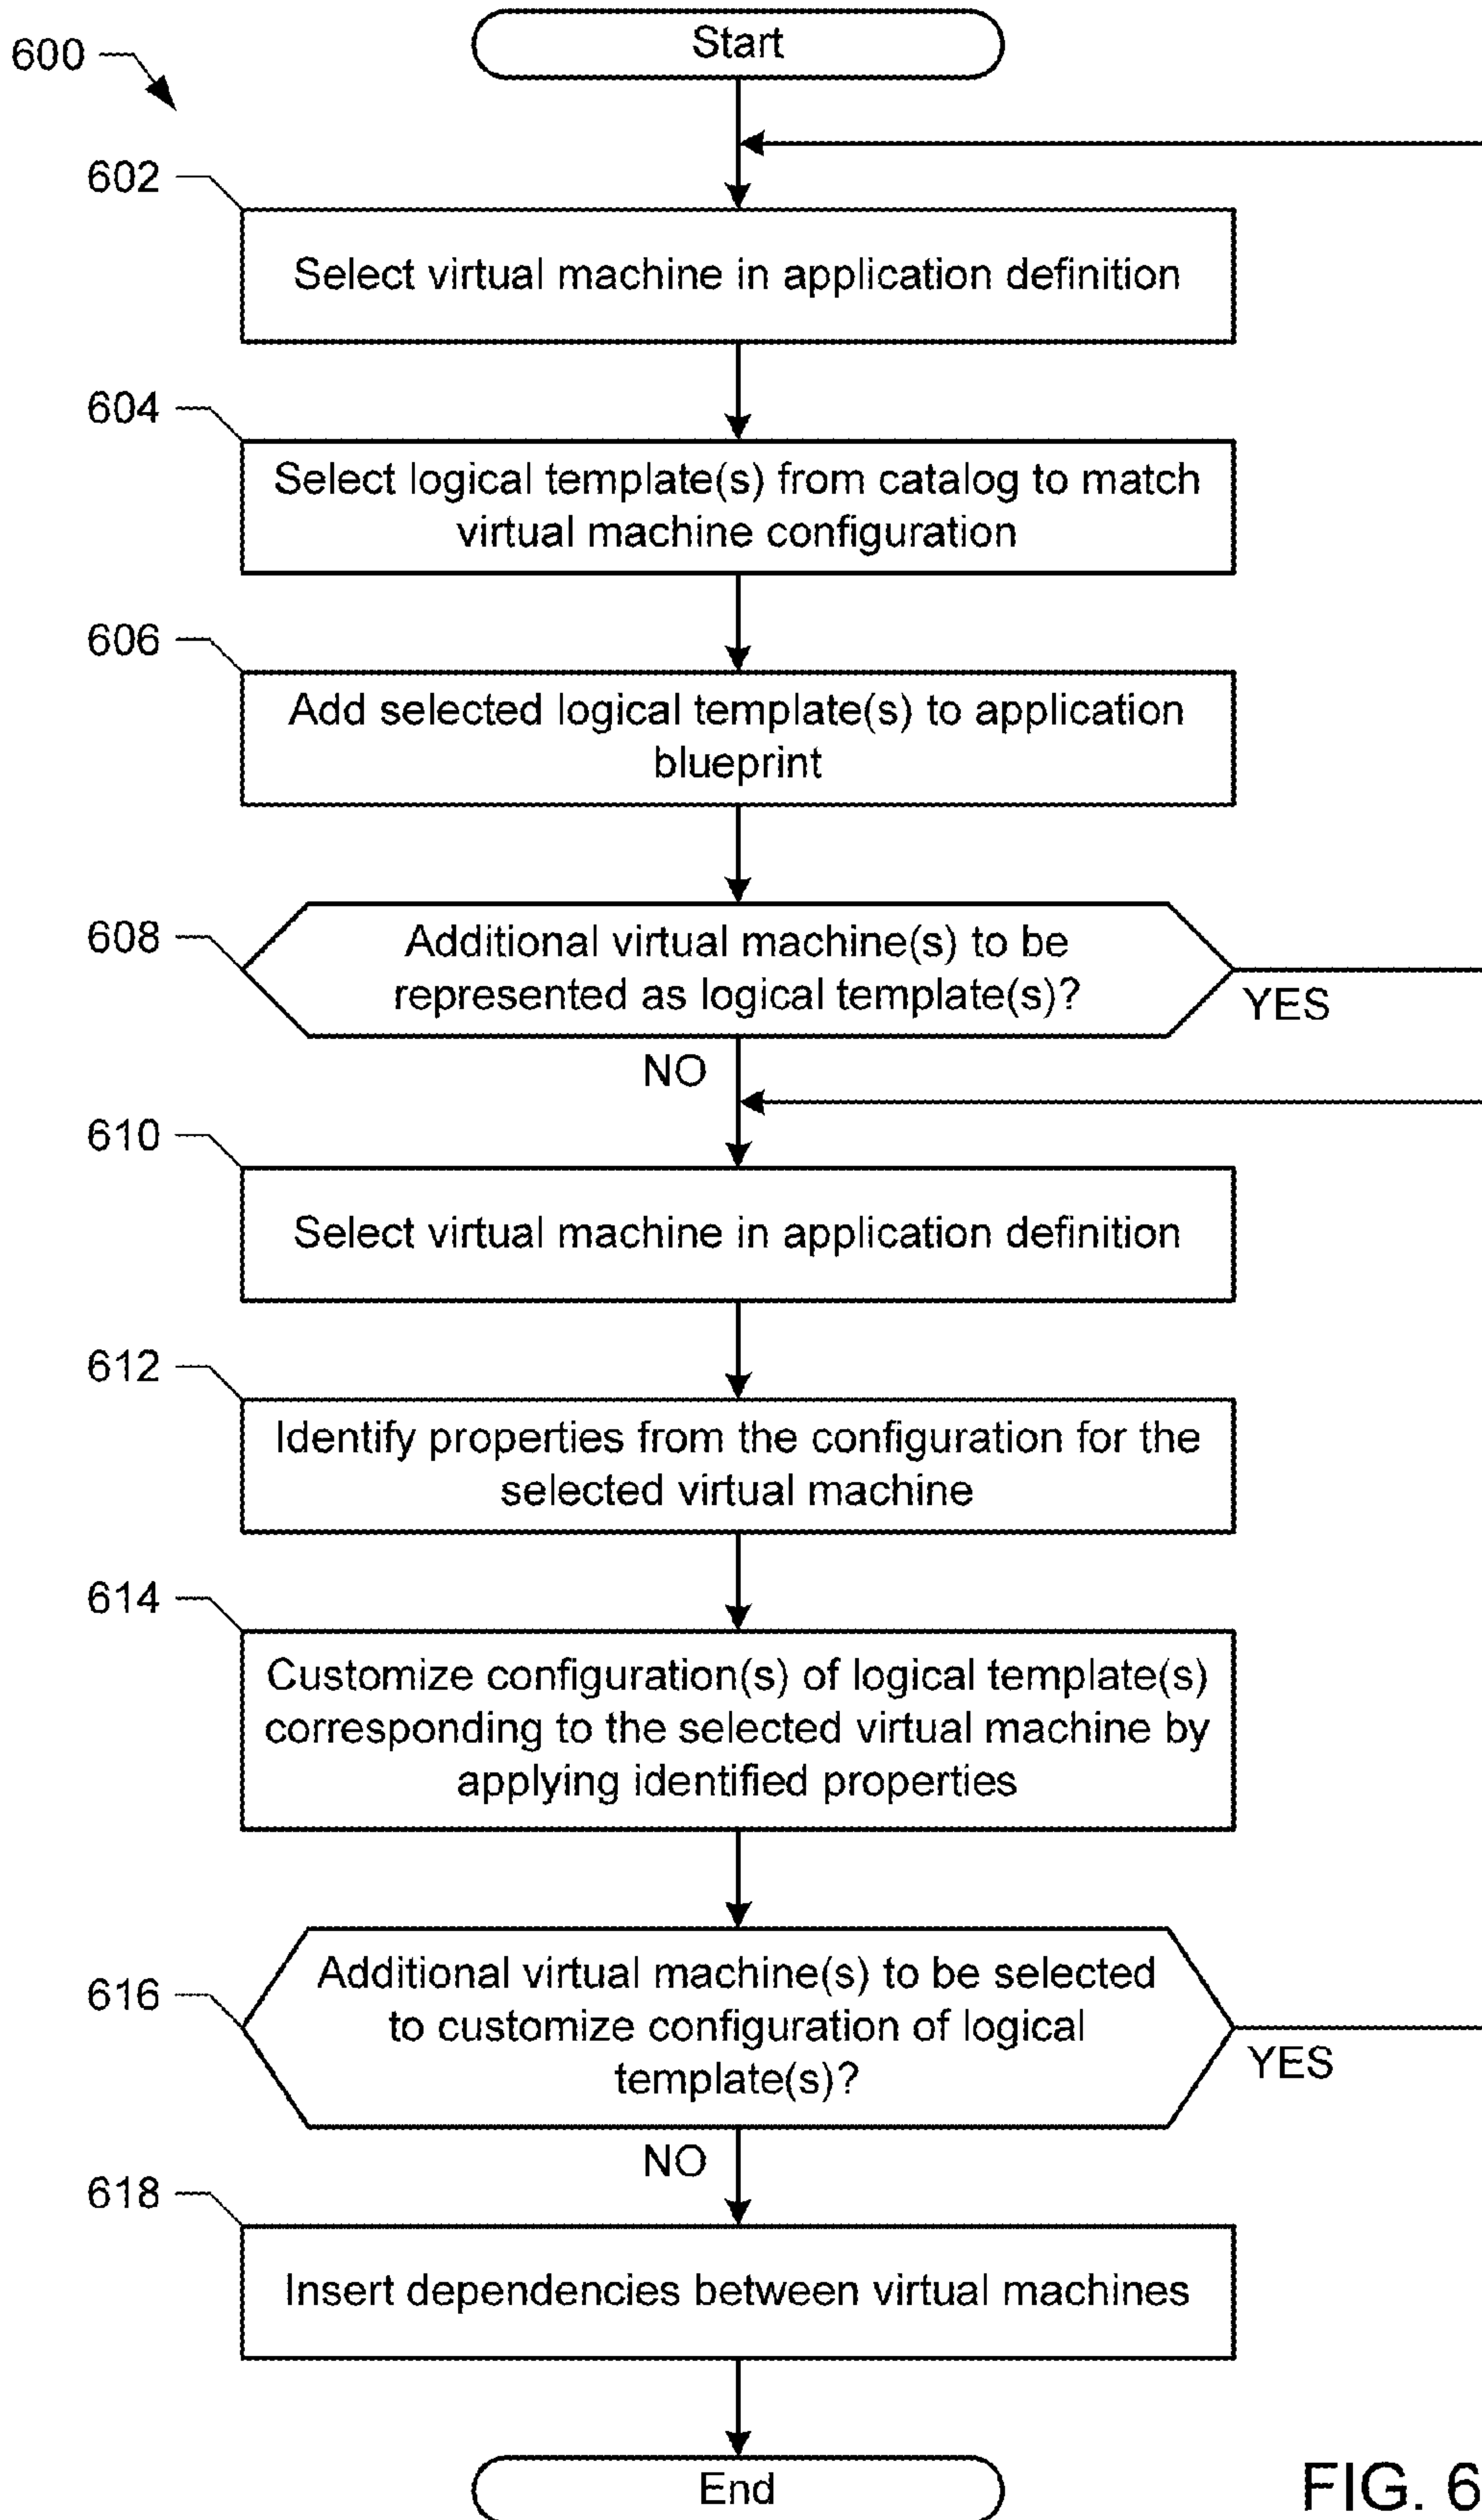 600
Start
602
Select virtual machine in application definition
604
Select logical template(s) from catalog to match
virtual machine configuration
606
Add selected logical template(s) to application
blueprint
608
Additional virtual machine(s) to be
represented as logical template(s)?
YES
NO
610
Select virtual machine in application definition
612
Identify properties from the configuration for the
selected virtual machine
614
Customize configuration(s) of logical template(s)
corresponding to the selected virtual machine by
applying identified properties
616
Additional virtual machine(s) to be selected
to customize configuration of logical
template(s)?
YES
NO
618
Insert dependencies between virtual machines
End
FIG. 6